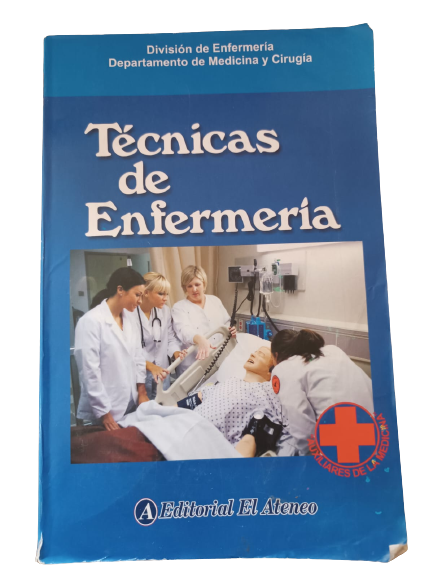 División de Enfermería
Departamento de Medicina y Cirugía
Técnicas
de
Enfermería
AUXILIARES DE LA MEDICINA
A Editorial El Ateneo